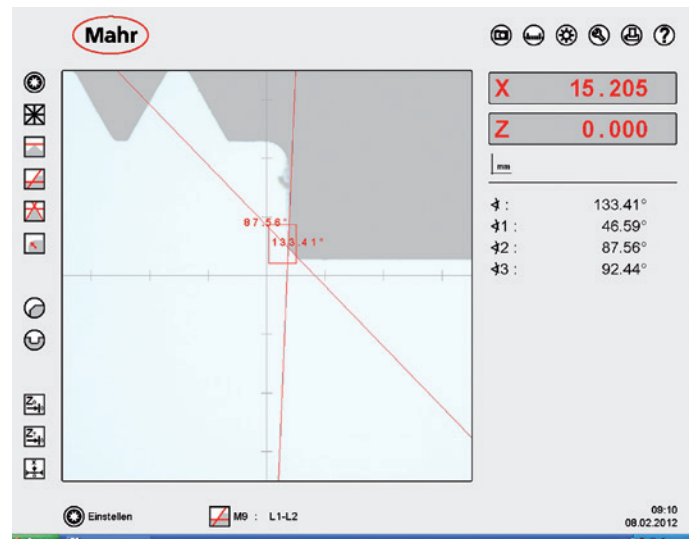 Mahr
X 15.205
Z 0.000
mm
∢ : 133.41°
∢1 : 46.59°
∢2 : 87.56°
∢3 : 92.44°
87.56°
133.41°
Einstellen
M9 : L1-L2
09:10
08.02.2012